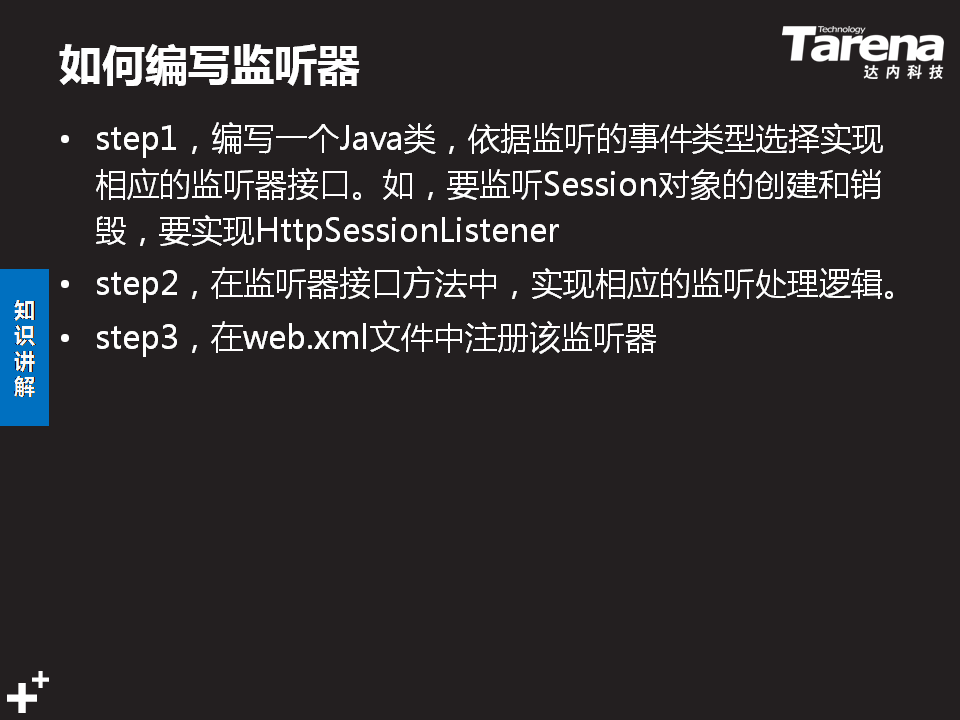 如何编写监听器
Technology
Tarena
达内科技
• step1，编写一个Java类，依据监听的事件类型选择实现
相应的监听器接口。如，要监听Session对象的创建和销
毁，要实现HttpSessionListener
• step2，在监听器接口方法中，实现相应的监听处理逻辑。
• step3，在web.xml文件中注册该监听器
知
识
讲
解